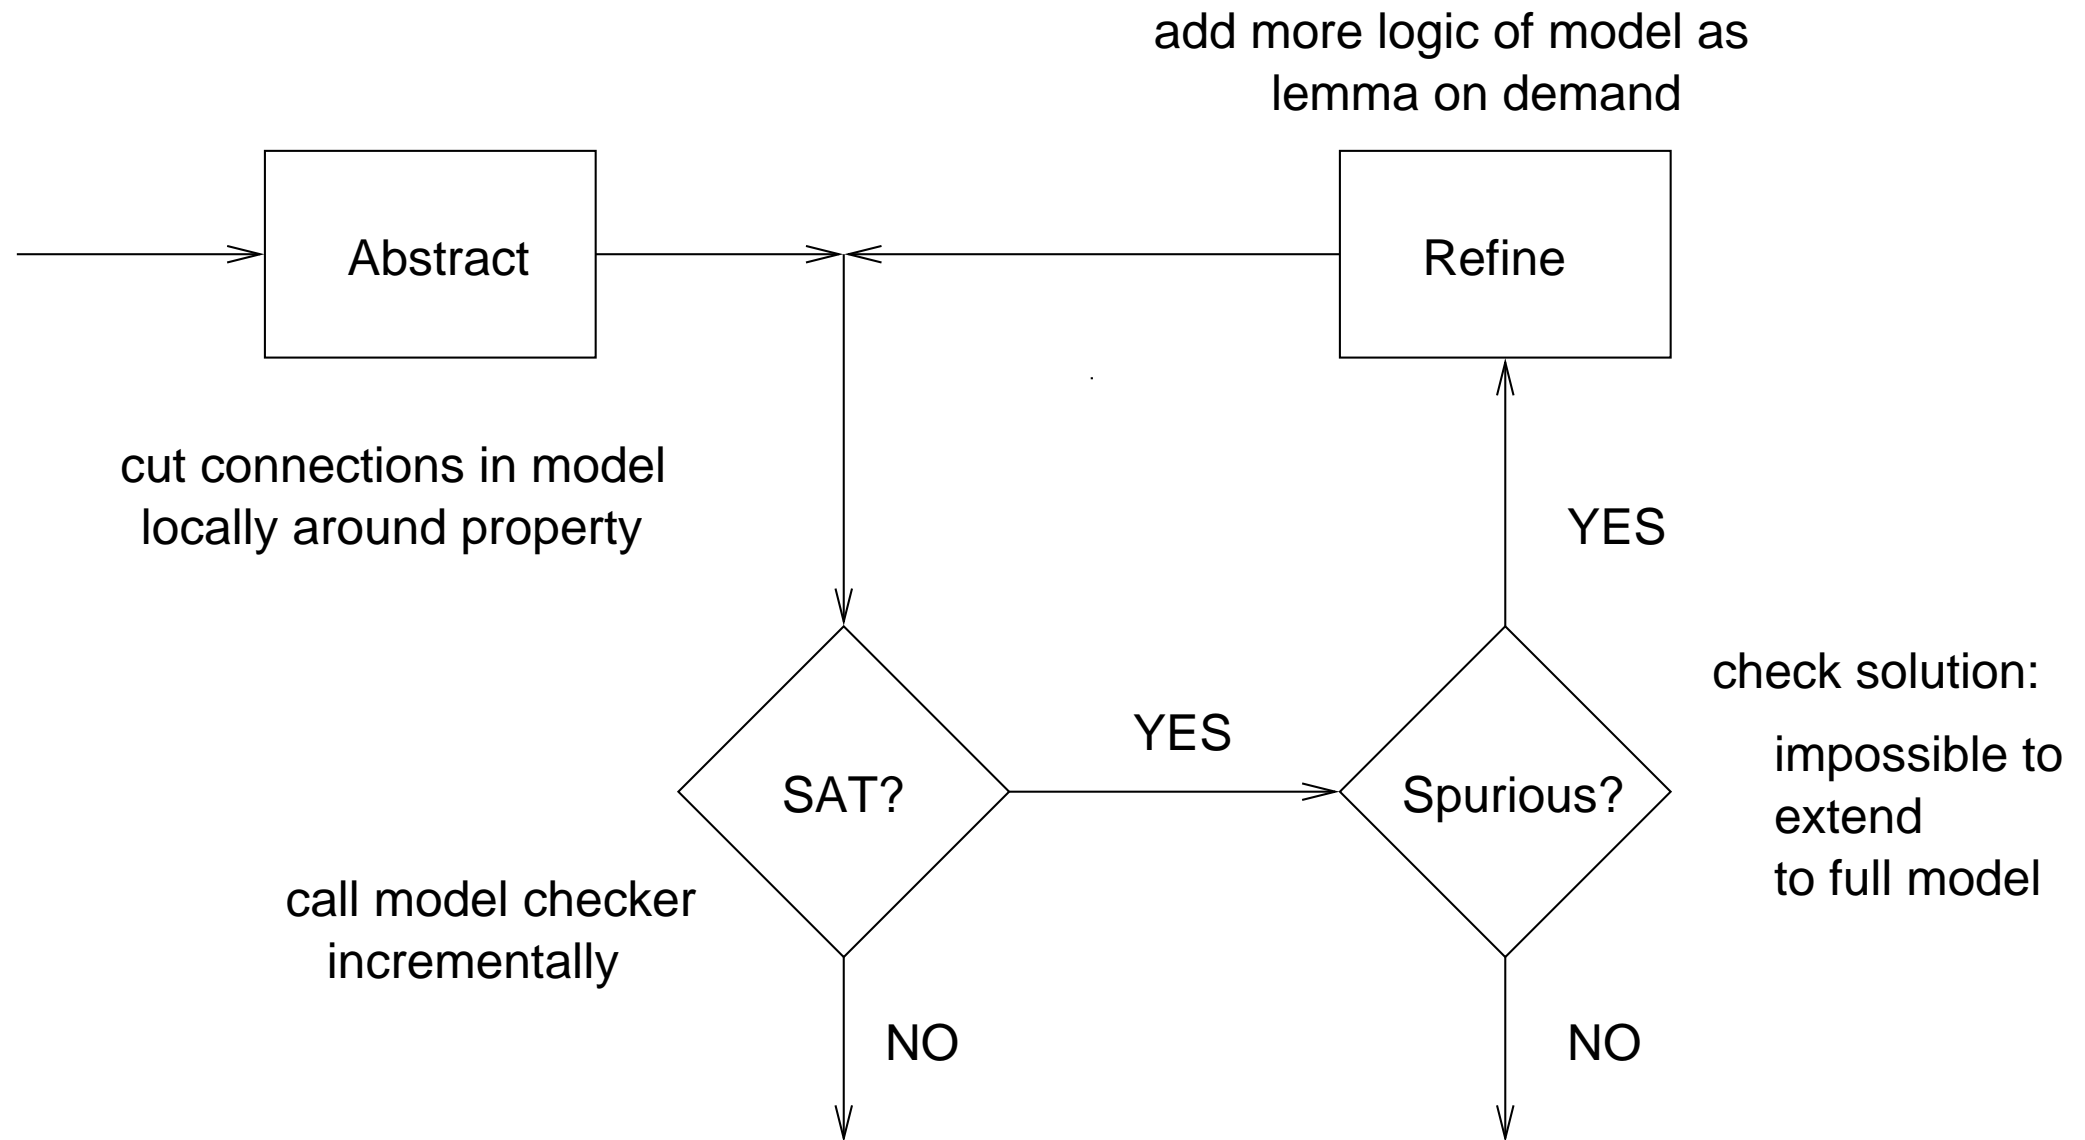 add more logic of model as
lemma on demand
Abstract
Refine
cut connections in model
locally around property
YES
check solution:
impossible to
extend
to full model
YES
SAT?
Spurious?
call model checker
incrementally
NO
NO